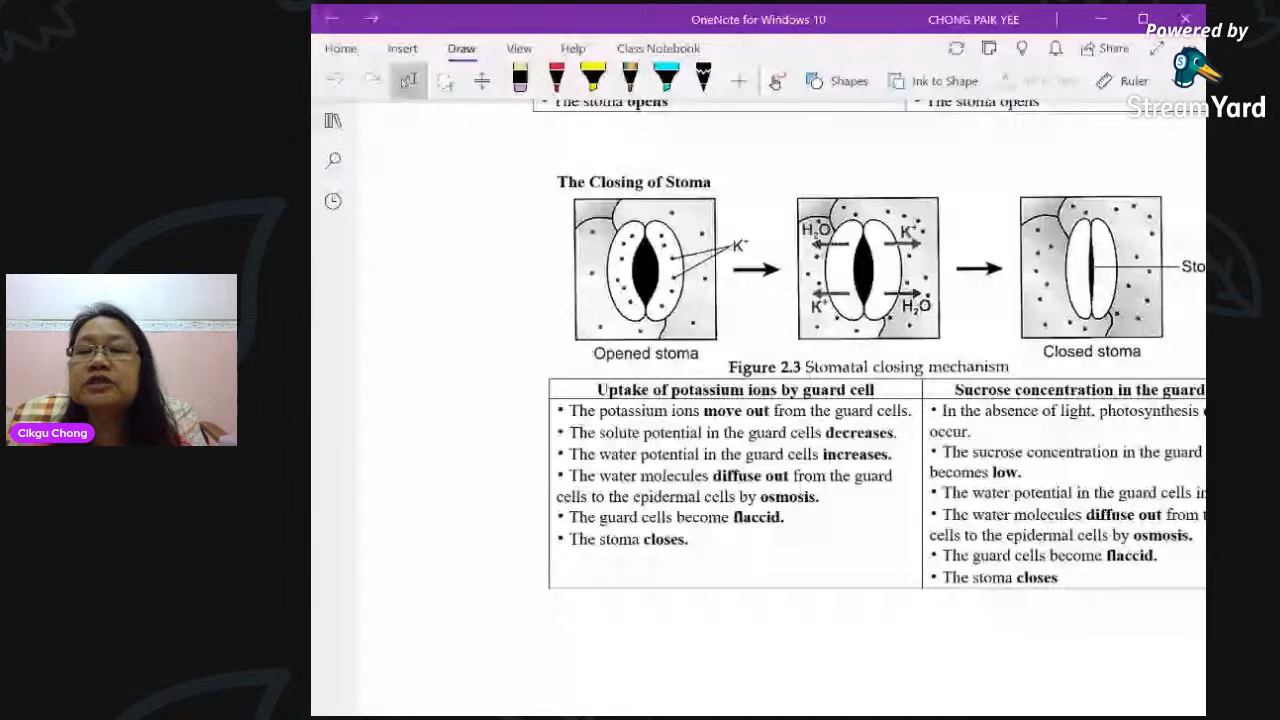 OneNote for Windows 10
CHONG PAIK YEE
Powered by
StreamYard
Home Insert Draw View Help Class Notebook Share
Shapes Ink to Shape Ruler
• The stoma opens • The stoma opens
The Closing of Stoma
K⁺
H₂O K⁺
K⁺ H₂O
Sto
Opened stoma
Closed stoma
Figure 2.3 Stomatal closing mechanism
Uptake of potassium ions by guard cell
• The potassium ions move out from the guard cells.
• The solute potential in the guard cells decreases.
• The water potential in the guard cells increases.
• The water molecules diffuse out from the guard
cells to the epidermal cells by osmosis.
• The guard cells become flaccid.
• The stoma closes.
Sucrose concentration in the guard
• In the absence of light, photosynthesis
occur.
• The sucrose concentration in the guard
becomes low.
• The water potential in the guard cells in
• The water molecules diffuse out from
cells to the epidermal cells by osmosis.
• The guard cells become flaccid.
• The stoma closes
Cikgu Chong